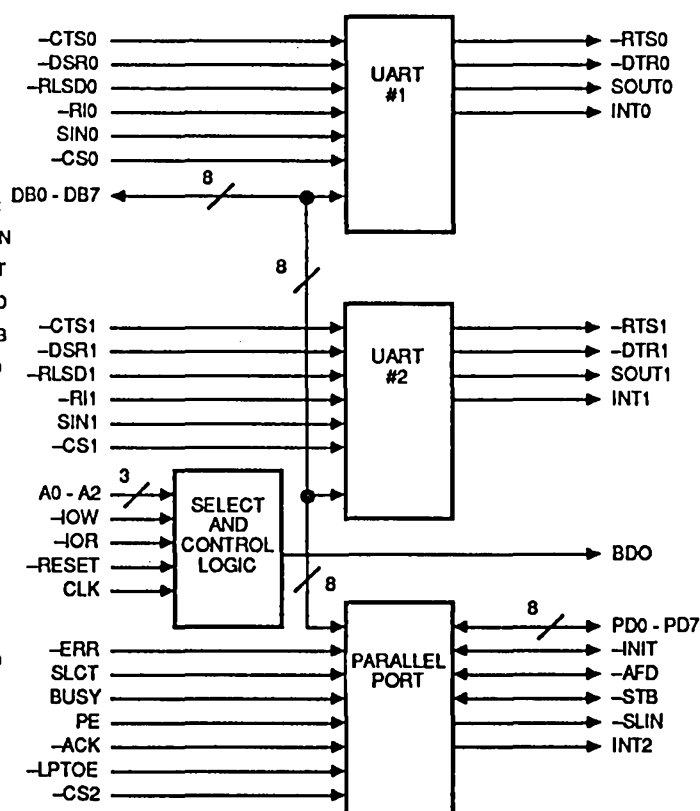 -CTS0
-DSR0
-RLSD0
-RI0
SIN0
-CS0
DB0 - DB7
8
UART
#1
-RTS0
-DTR0
SOUT0
INT0
8
-CTS1
-DSR1
-RLSD1
-RI1
SIN1
-CS1
UART
#2
-RTS1
-DTR1
SOUT1
INT1
A0 - A2
3
-IOW
-IOR
-RESET
CLK
SELECT
AND
CONTROL
LOGIC
BDO
8
-ERR
SLCT
BUSY
PE
-ACK
-LPTOE
-CS2
PARALLEL
PORT
8
PD0 - PD7
-INIT
-AFD
-STB
-SLIN
INT2